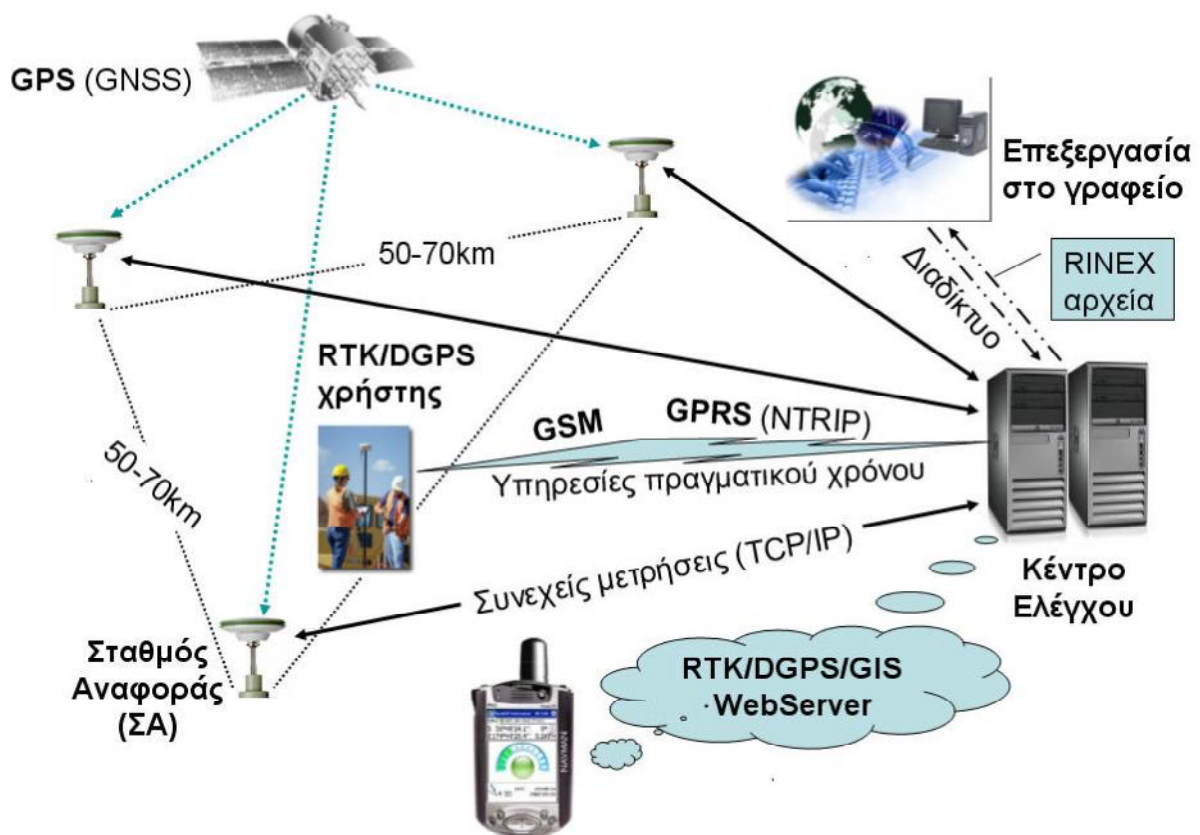 GPS (GNSS)
Επεξεργασία
στο γραφείο
50-70km
RINEX
αρχεία
Διαδίκτυο
RTK/DGPS
χρήστης
GSM
GPRS (NTRIP)
Υπηρεσίες πραγματικού χρόνου
50-70km
Συνεχείς μετρήσεις (TCP/IP)
Κέντρο
Ελέγχου
Σταθμός
Αναφοράς
(ΣΑ)
RTK/DGPS/GIS
WebServer
NAVMAN